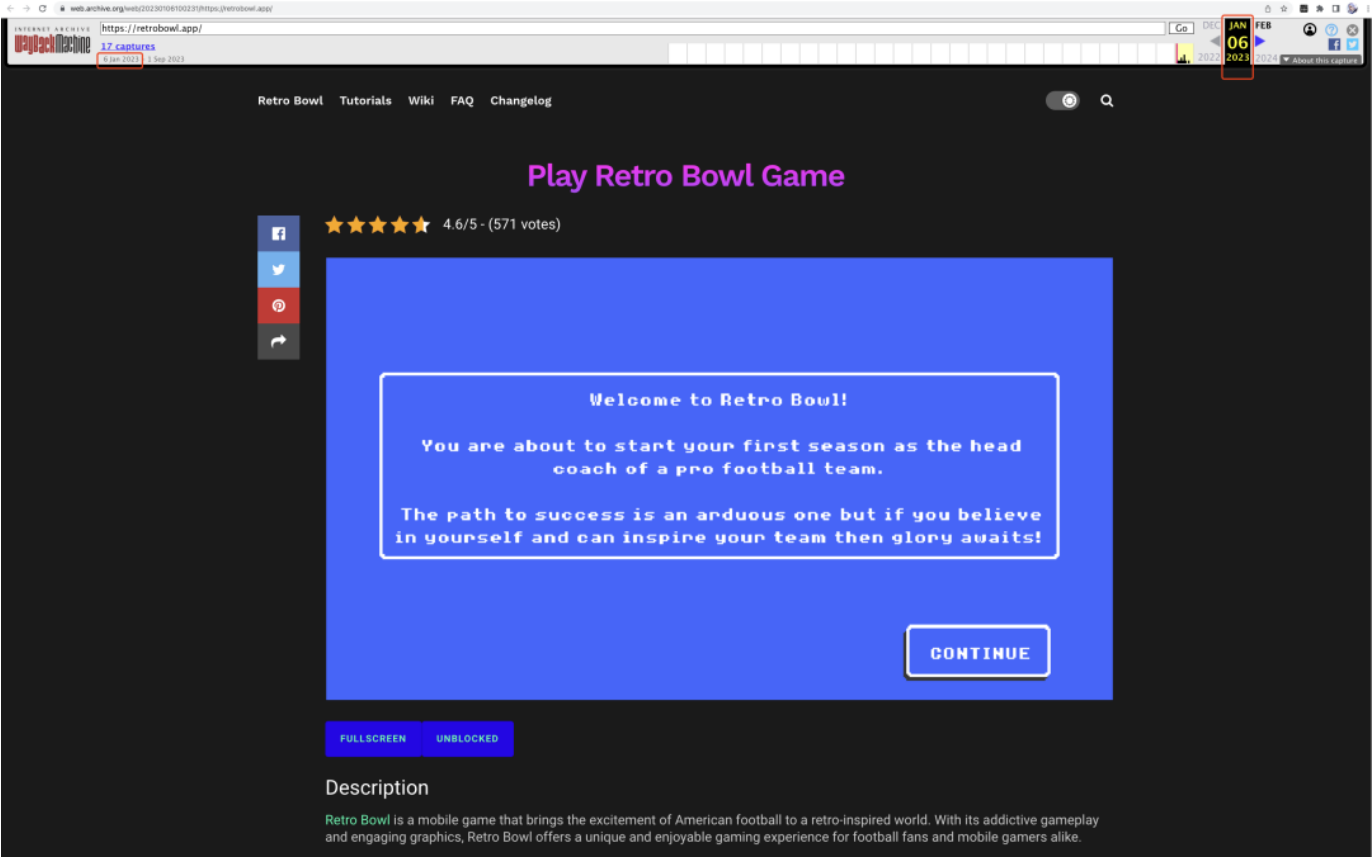 web.archive.org/web/20230106100231/https://retrobowl.app/
INTERNET ARCHIVE
WayBackMachine
https://retrobowl.app/
Go
DEC JAN FEB
17 captures
06
6 Jan 2023 - 1 Sep 2023
2022 2023 2024
About this capture
Retro Bowl Tutorials Wiki FAQ Changelog
Play Retro Bowl Game
4.6/5 - (571 votes)
Welcome to Retro Bowl!
You are about to start your first season as the head
coach of a pro football team.
The path to success is an arduous one but if you believe
in yourself and can inspire your team then glory awaits!
CONTINUE
FULLSCREEN UNBLOCKED
Description
Retro Bowl is a mobile game that brings the excitement of American football to a retro-inspired world. With its addictive gameplay
and engaging graphics, Retro Bowl offers a unique and enjoyable gaming experience for football fans and mobile gamers alike.